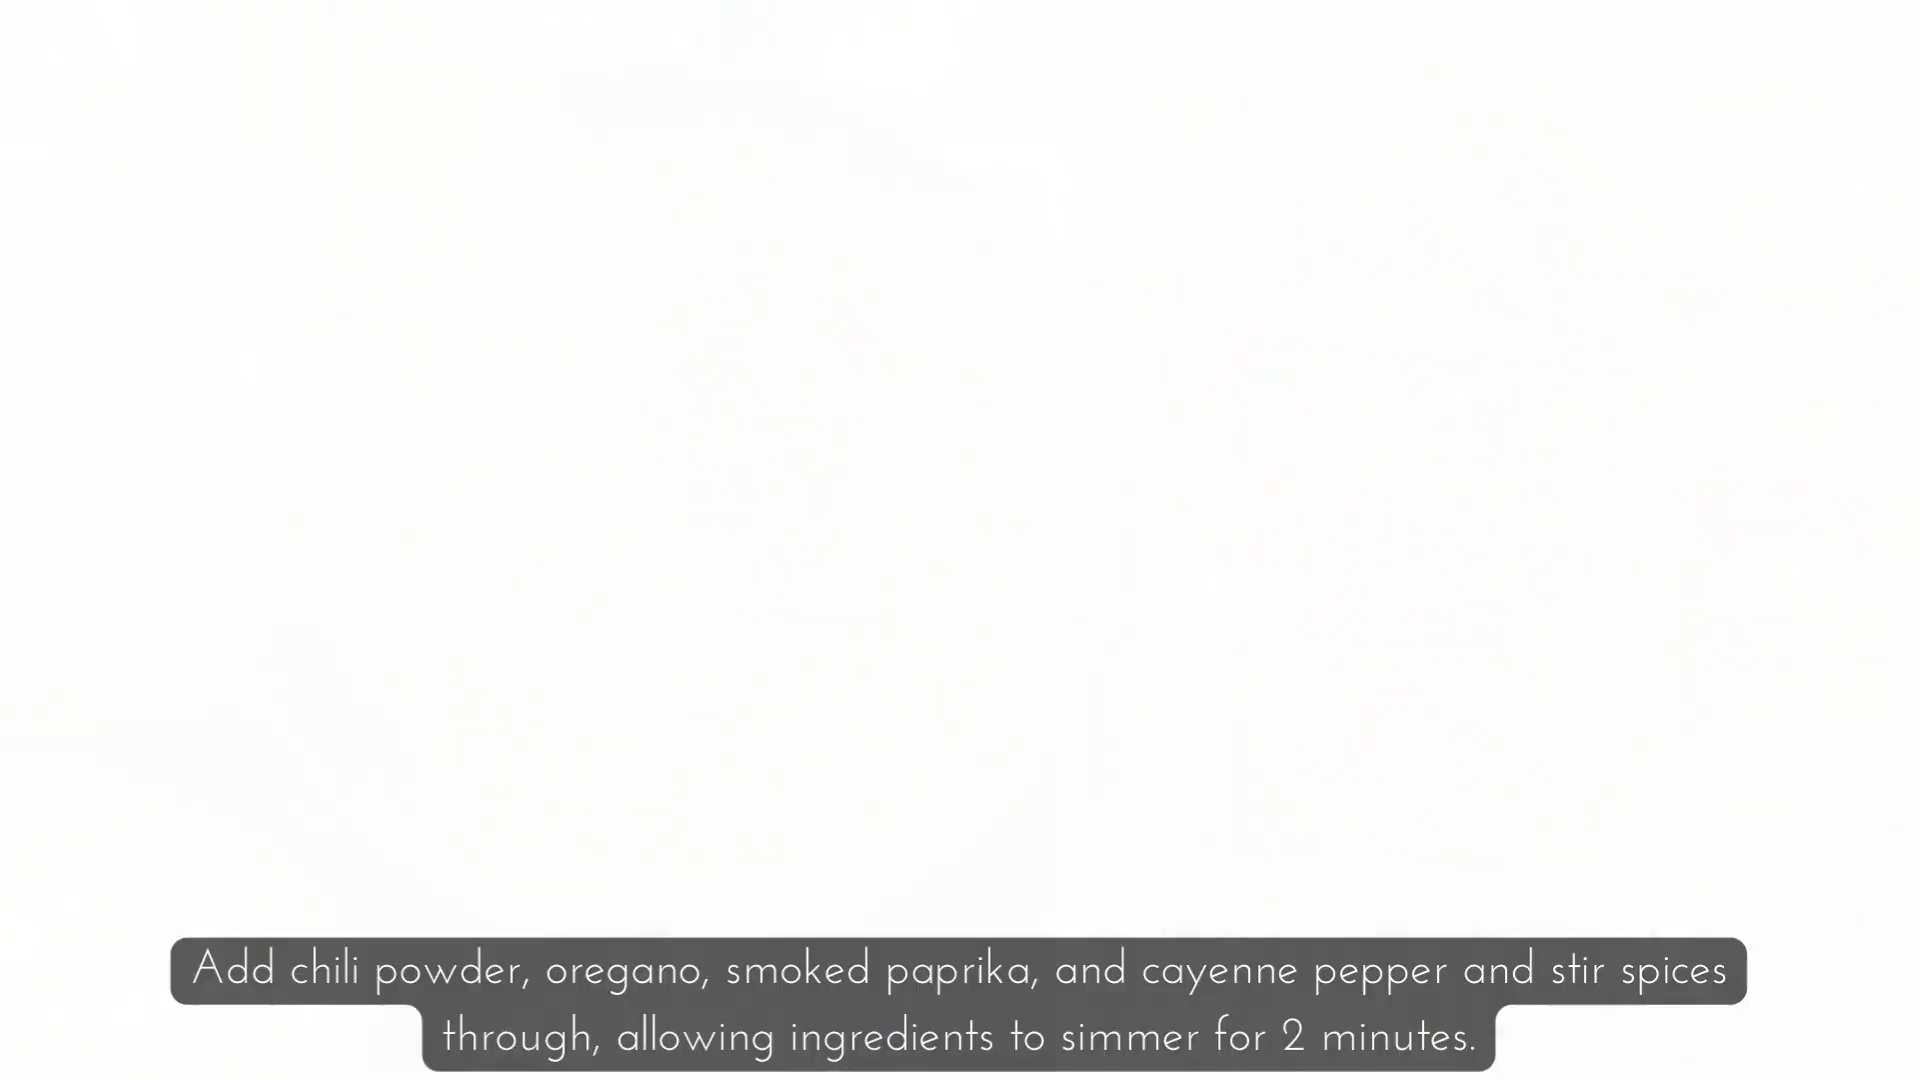 Add chili powder, oregano, smoked paprika, and cayenne pepper and stir spices
through, allowing ingredients to simmer for 2 minutes.